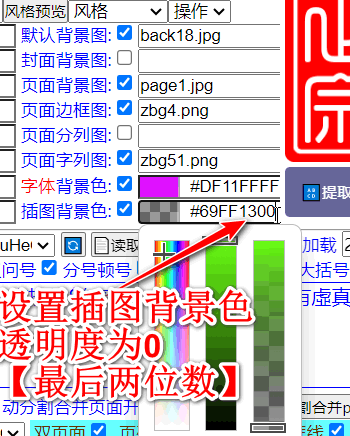 风格预览 风格 操作
默认背景图: back18.jpg
封面背景图:
页面背景图: page1.jpg
页面边框图: zbg4.png
页面分列图:
页面字列图: zbg51.png
字体背景色: #DF11FFFF
插图背景色: #69FF1300
ABCD 提取
uHe 读取 加载 2
问号 分号顿号 大括号
设置插图背景色 有虚真
透明度为0
【最后两位数】
动分割合并页面 合并p
双页面 线